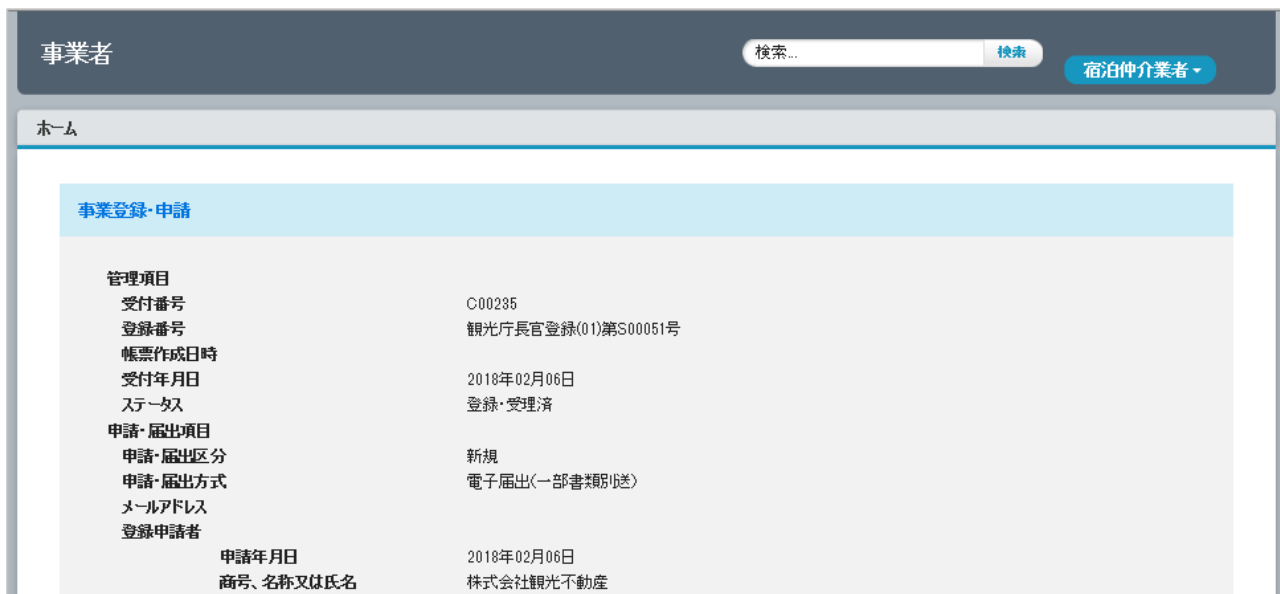 事業者
検索...
検索
宿泊仲介業者
ホーム
事業登録・申請
管理項目
受付番号 C00235
登録番号 観光庁長官登録(01)第S00051号
帳票作成日時
受付年月日 2018年02月06日
ステータス 登録・受理済
申請・届出項目
申請・届出区分 新規
申請・届出方式 電子届出(一部書類別送)
メールアドレス
登録申請者
申請年月日 2018年02月06日
商号、名称又は氏名 株式会社観光不動産